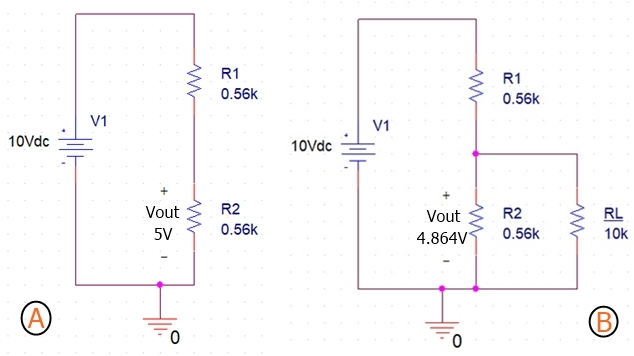 R1
0.56k
V1
10Vdc
+
-
+
Vout
5V
-
R2
0.56k
0
A
R1
0.56k
V1
10Vdc
+
-
+
Vout
4.864V
-
R2
0.56k
RL
10k
0
B